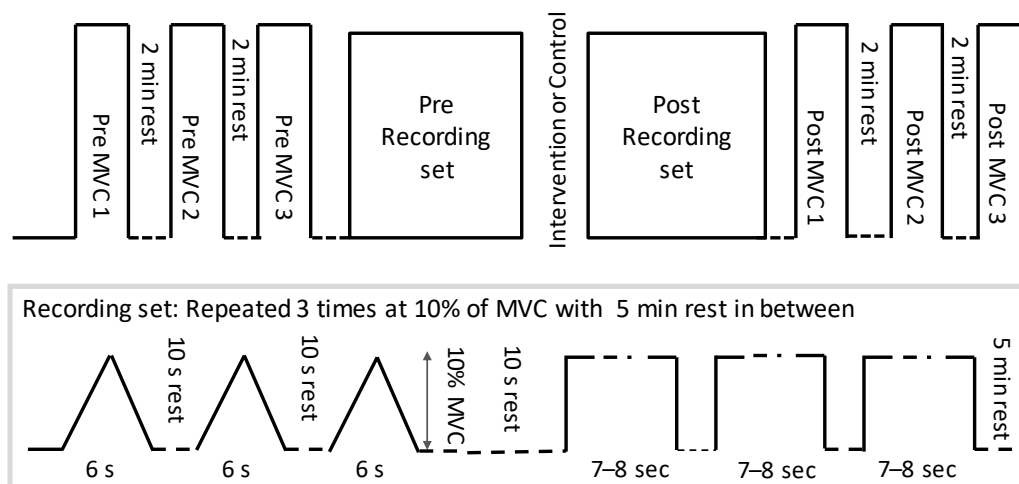 Pre MVC 1
2 min rest
Pre MVC 2
2 min rest
Pre MVC 3
Pre
Recording
set
Intervention or Control
Post
Recording
set
Post MVC 1
2 min rest
Post MVC 2
2 min rest
Post MVC 3
Recording set: Repeated 3 times at 10% of MVC with 5 min rest in between
10 s rest
10 s rest
10% MVC
10 s rest
5 min rest
6 s
6 s
6 s
7–8 sec
7–8 sec
7–8 sec